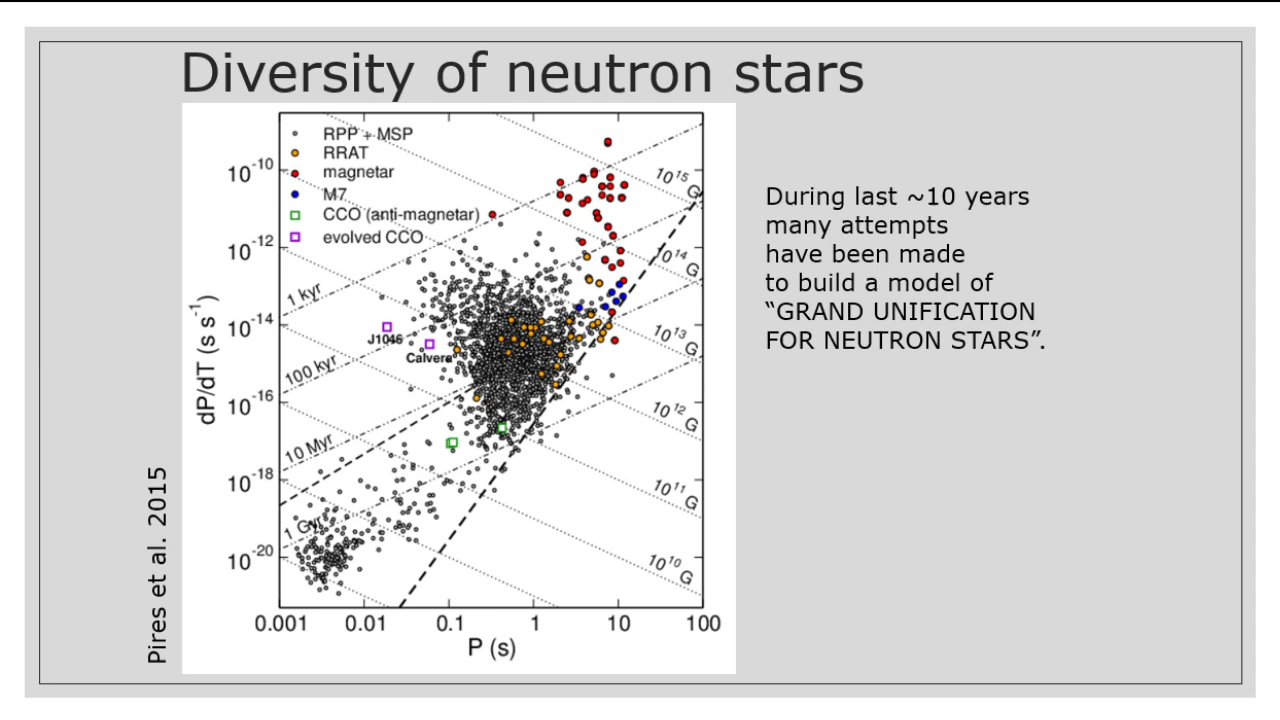 Diversity of neutron stars
RPP + MSP
RRAT
magnetar
M7
CCO (anti-magnetar)
evolved CCO
10^-10
10^-12
10^-14
10^-16
10^-18
10^-20
dP/dT (s s^-1)
10^15 G
10^14 G
10^13 G
10^12 G
10^11 G
10^10 G
1 kyr
100 kyr
10 Myr
1 Gyr
J1046
Calvera
0.001 0.01 0.1 1 10 100
P (s)
Pires et al. 2015
During last ~10 years
many attempts
have been made
to build a model of
“GRAND UNIFICATION
FOR NEUTRON STARS”.